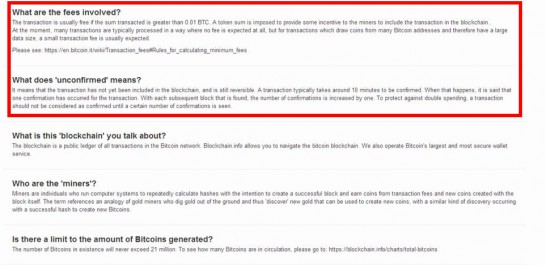 What are the fees involved?
The transaction is usually free if the sum transacted is greater than 0.01 BTC. A token sum is imposed to provide some incentive to the miners to include the transaction in the blockchain.
At the moment, many transactions are typically processed in a way where no fee is expected at all, but for transactions which draw coins from many Bitcoin addresses and therefore have a large
data size, a small transaction fee is usually expected.
Please see: https://en.bitcoin.it/wiki/Transaction_fees#Rules_for_calculating_minimum_fees
What does 'unconfirmed' means?
It means that the transaction has not yet been included in the blockchain, and is still reversible. A transaction typically takes around 10 minutes to be confirmed. When that happens, it is said that
one confirmation has occurred for the transaction. With each subsequent block that is found, the number of confirmations is increased by one. To protect against double spending, a transaction
should not be considered as confirmed until a certain number of confirmations is seen.
What is this 'blockchain' you talk about?
The blockchain is a public ledger of all transactions in the Bitcoin network. Blockchain.info allows you to navigate the bitcoin blockchain. We also operate Bitcoin's largest and most secure wallet
service.
Who are the 'miners'?
Miners are individuals who run computer systems to repeatedly calculate hashes with the intention to create a successful block and earn coins from transaction fees and new coins created with the
block itself. The term references an analogy of gold miners who dig gold out of the ground and thus 'discover' new gold that can be used to create new coins, with a similar kind of discovery occurring
with a successful hash to create new Bitcoins.
Is there a limit to the amount of Bitcoins generated?
The number of Bitcoins in existence will never exceed 21 million. To see how many Bitcoins are in circulation, please go to: https://blockchain.info/charts/total-bitcoins